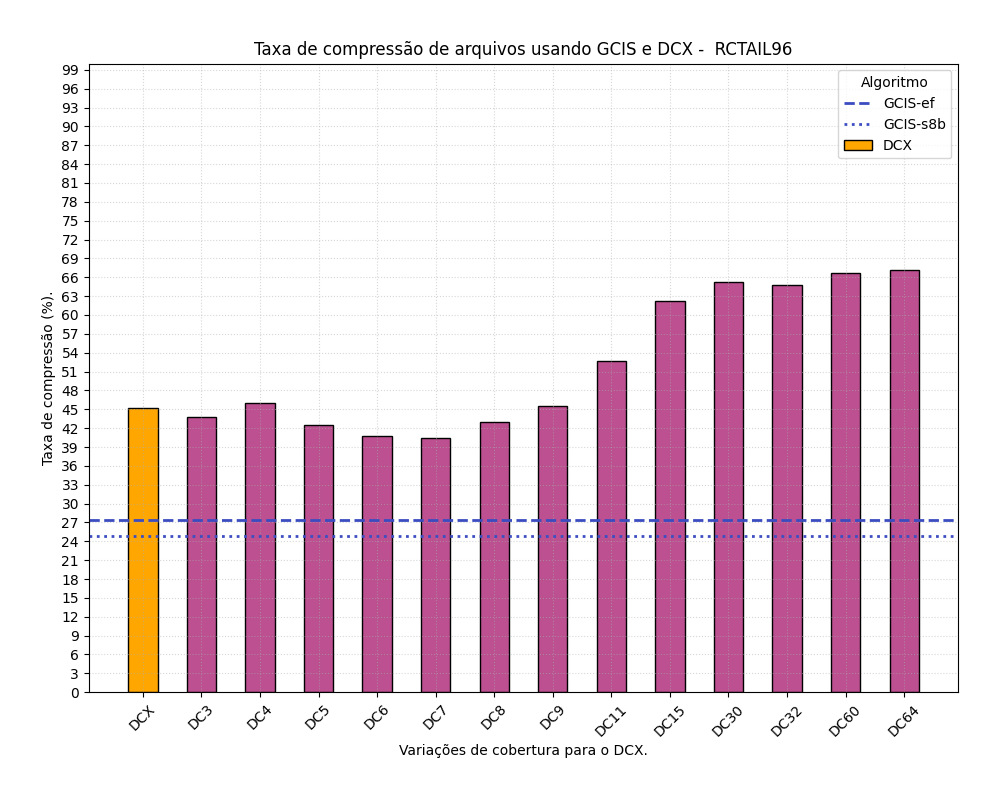 Taxa de compressão de arquivos usando GCIS e DCX -  RCTAIL96
Algoritmo
GCIS-ef
GCIS-s8b
DCX
Taxa de compressão (%).
99
96
93
90
87
84
81
78
75
72
69
66
63
60
57
54
51
48
45
42
39
36
33
30
27
24
21
18
15
12
9
6
3
0
DCX
DC3
DC4
DC5
DC6
DC7
DC8
DC9
DC11
DC15
DC30
DC32
DC60
DC64
Variações de cobertura para o DCX.